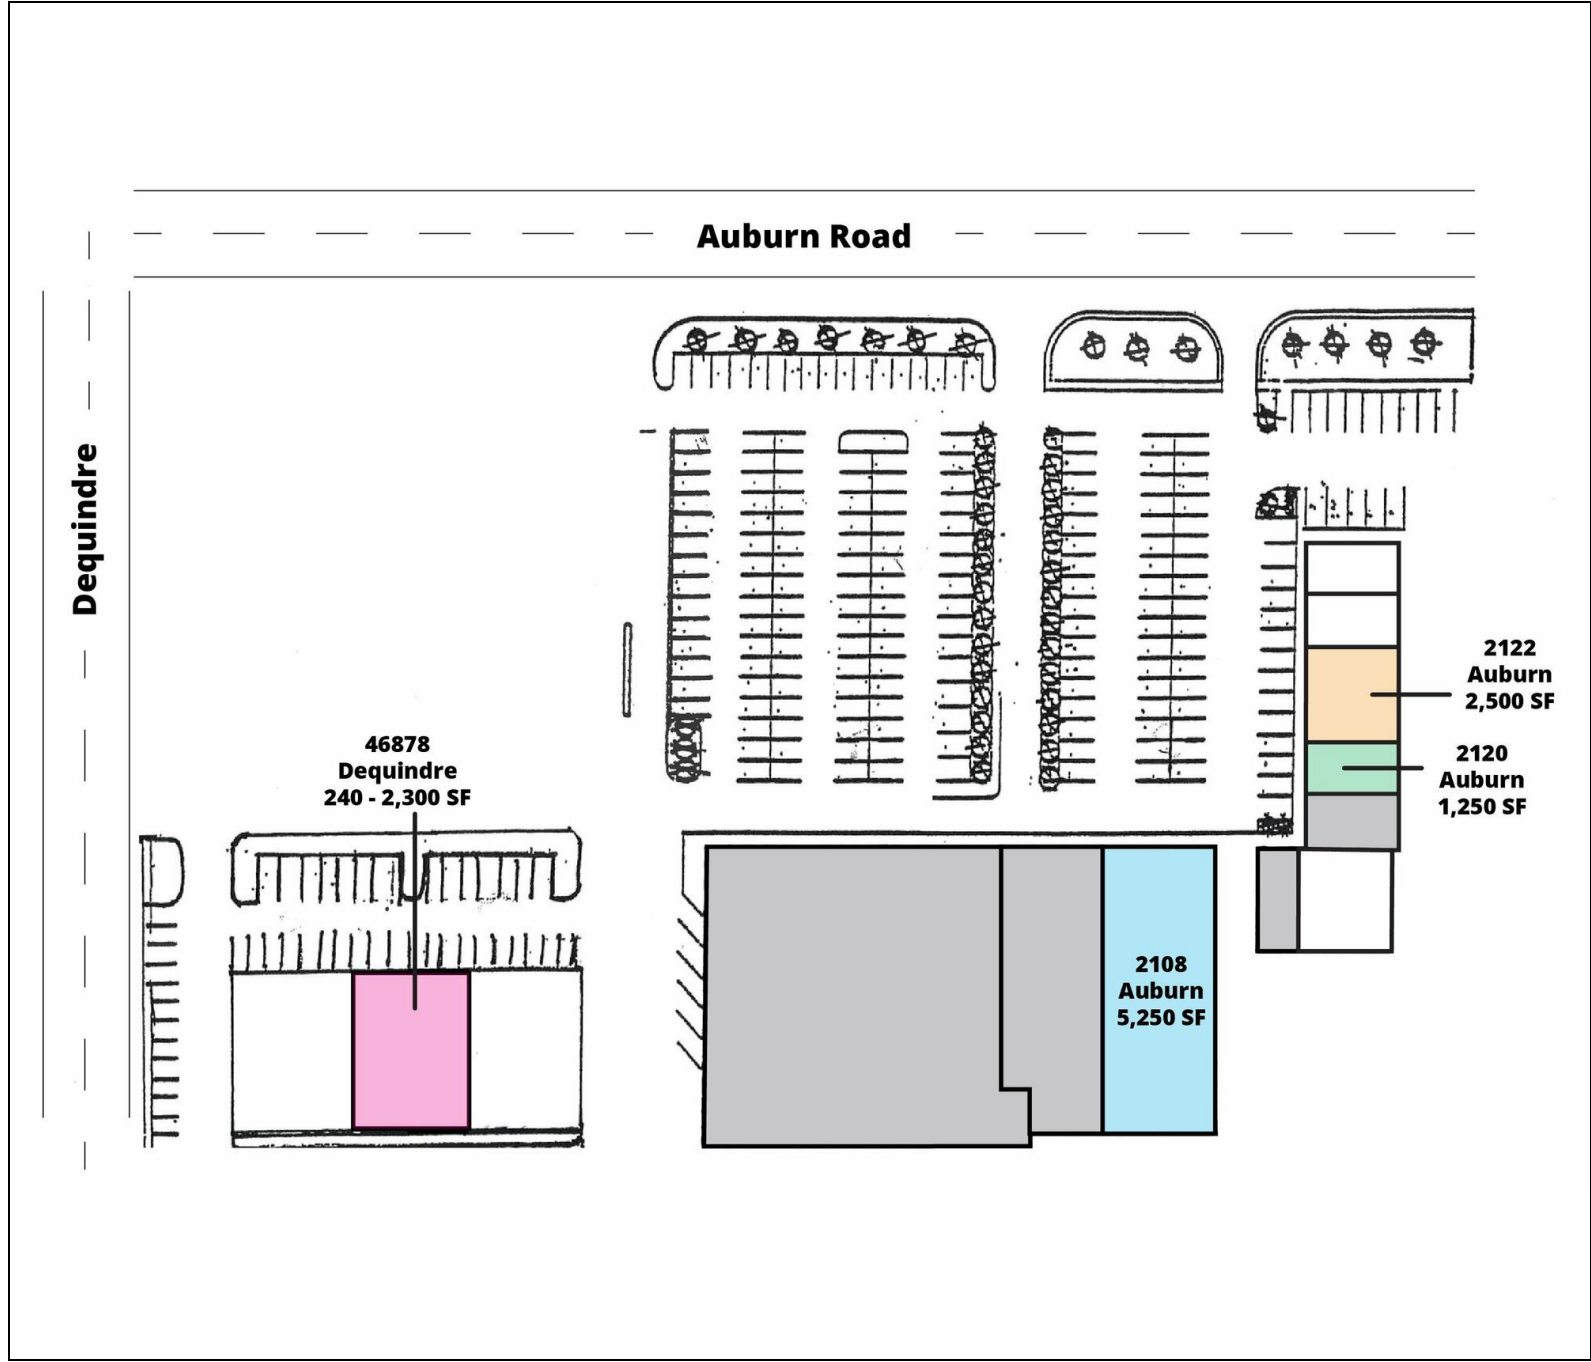 Auburn Road
Dequindre
2122
Auburn
2,500 SF
46878
Dequindre
240 - 2,300 SF
2120
Auburn
1,250 SF
2108
Auburn
5,250 SF